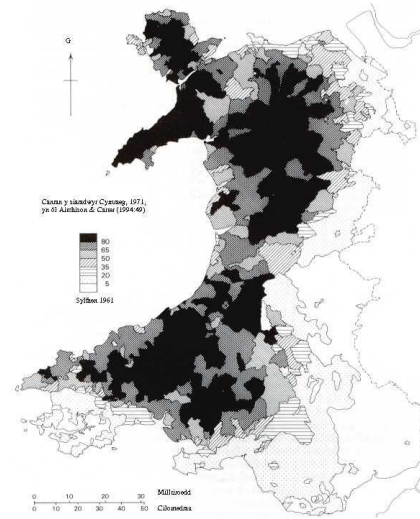 G
Canran y siaradwyr Cymraeg, 1971,
yn ôl Aitchison & Carter (1994:49)
80
65
50
35
20
5
Sylfaen 1961
0 10 20 30 Milltiroedd
0 10 20 30 40 50 Cilomedrau